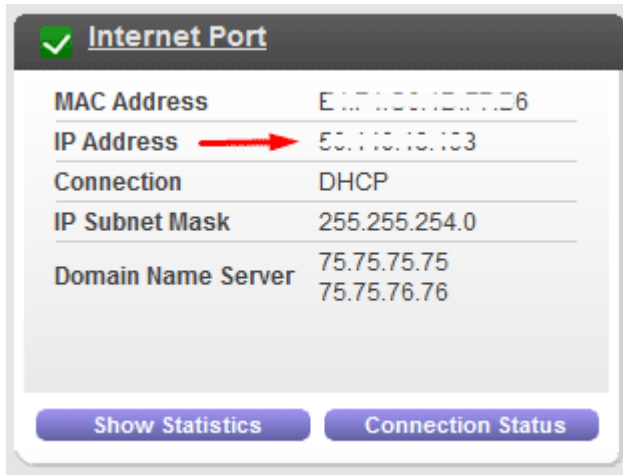 Internet Port
MAC Address
IP Address
Connection DHCP
IP Subnet Mask 255.255.254.0
Domain Name Server 75.75.75.75
75.75.76.76
Show Statistics Connection Status